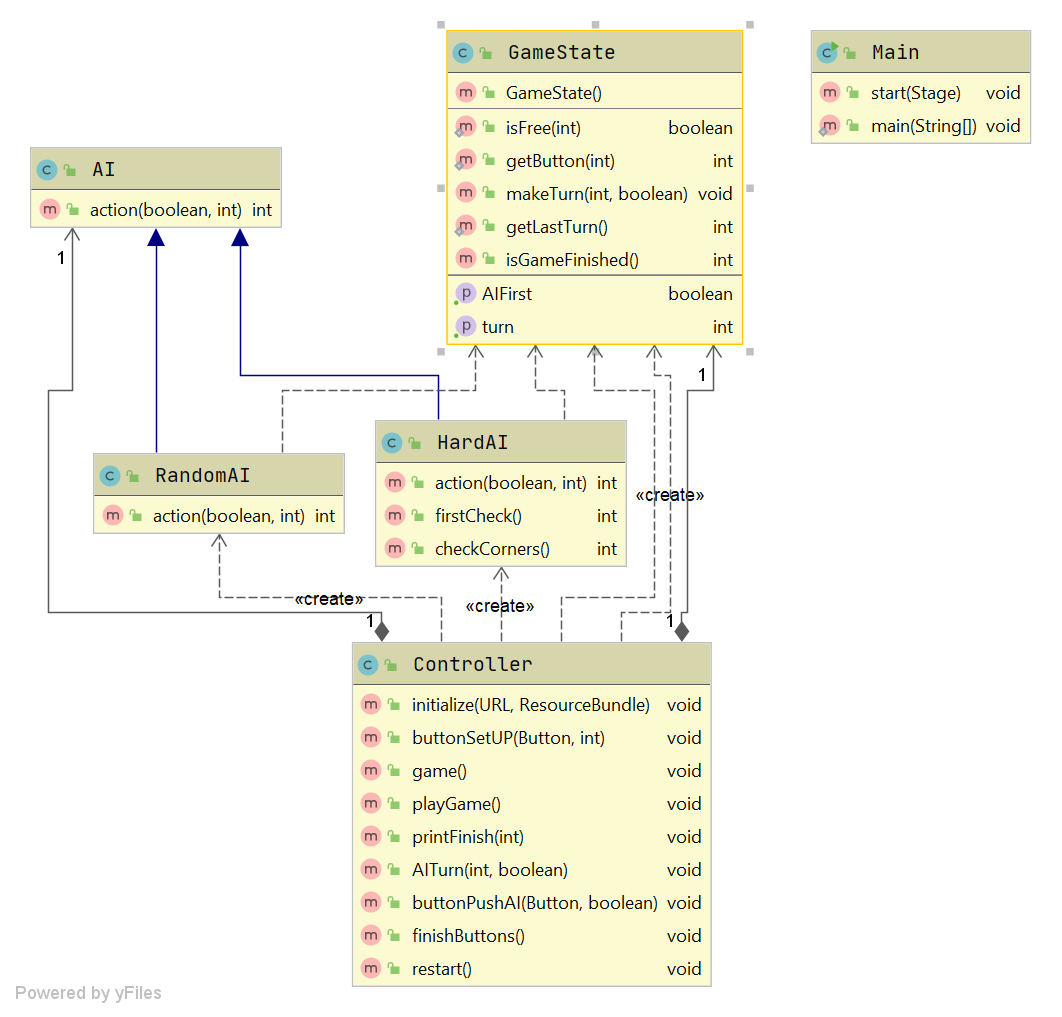 GameState
GameState()
isFree(int) boolean
getButton(int) int
makeTurn(int, boolean) void
getLastTurn() int
isGameFinished() int
AIFirst boolean
turn int
Main
start(Stage) void
main(String[]) void
AI
action(boolean, int) int
1
1
RandomAI
action(boolean, int) int
HardAI
action(boolean, int) int
firstCheck() int
checkCorners() int
«create»
«create»
«create»
1
1
Controller
initialize(URL, ResourceBundle) void
buttonSetUP(Button, int) void
game() void
playGame() void
printFinish(int) void
AITurn(int, boolean) void
buttonPushAI(Button, boolean) void
finishButtons() void
restart() void
Powered by yFiles